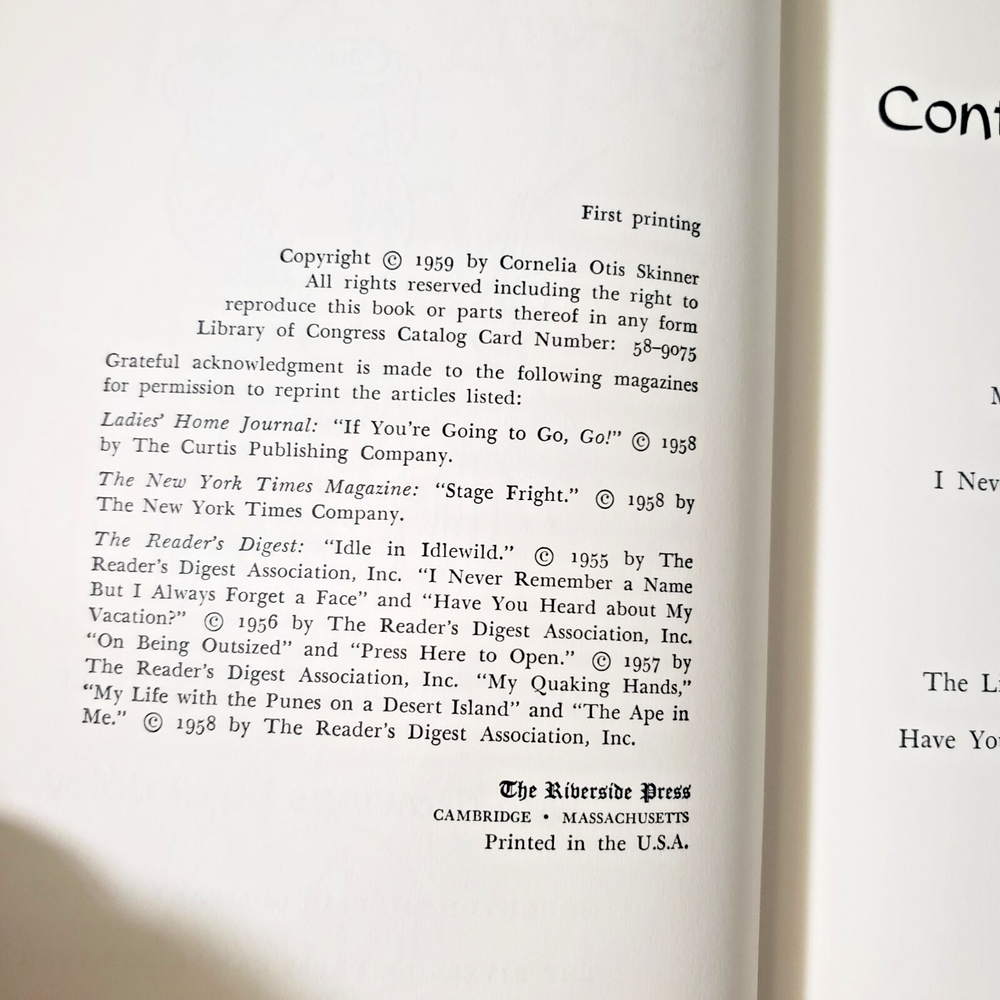 First printing
Copyright © 1959 by Cornelia Otis Skinner
All rights reserved including the right to
reproduce this book or parts thereof in any form
Library of Congress Catalog Card Number: 58–9075
Grateful acknowledgment is made to the following magazines
for permission to reprint the articles listed:
Ladies' Home Journal: “If You're Going to Go, Go!” © 1958
by The Curtis Publishing Company.
The New York Times Magazine: “Stage Fright.” © 1958 by
The New York Times Company.
The Reader's Digest: “Idle in Idlewild.” © 1955 by The
Reader's Digest Association, Inc. “I Never Remember a Name
But I Always Forget a Face” and “Have You Heard about My
Vacation?” © 1956 by The Reader's Digest Association, Inc.
“On Being Outsized” and “Press Here to Open.” © 1957 by
The Reader's Digest Association, Inc. “My Quaking Hands,”
“My Life with the Punes on a Desert Island” and “The Ape in
Me.” © 1958 by The Reader's Digest Association, Inc.
The Riverside Press
CAMBRIDGE • MASSACHUSETTS
Printed in the U.S.A.
Cont
M
I Nev
The Li
Have You